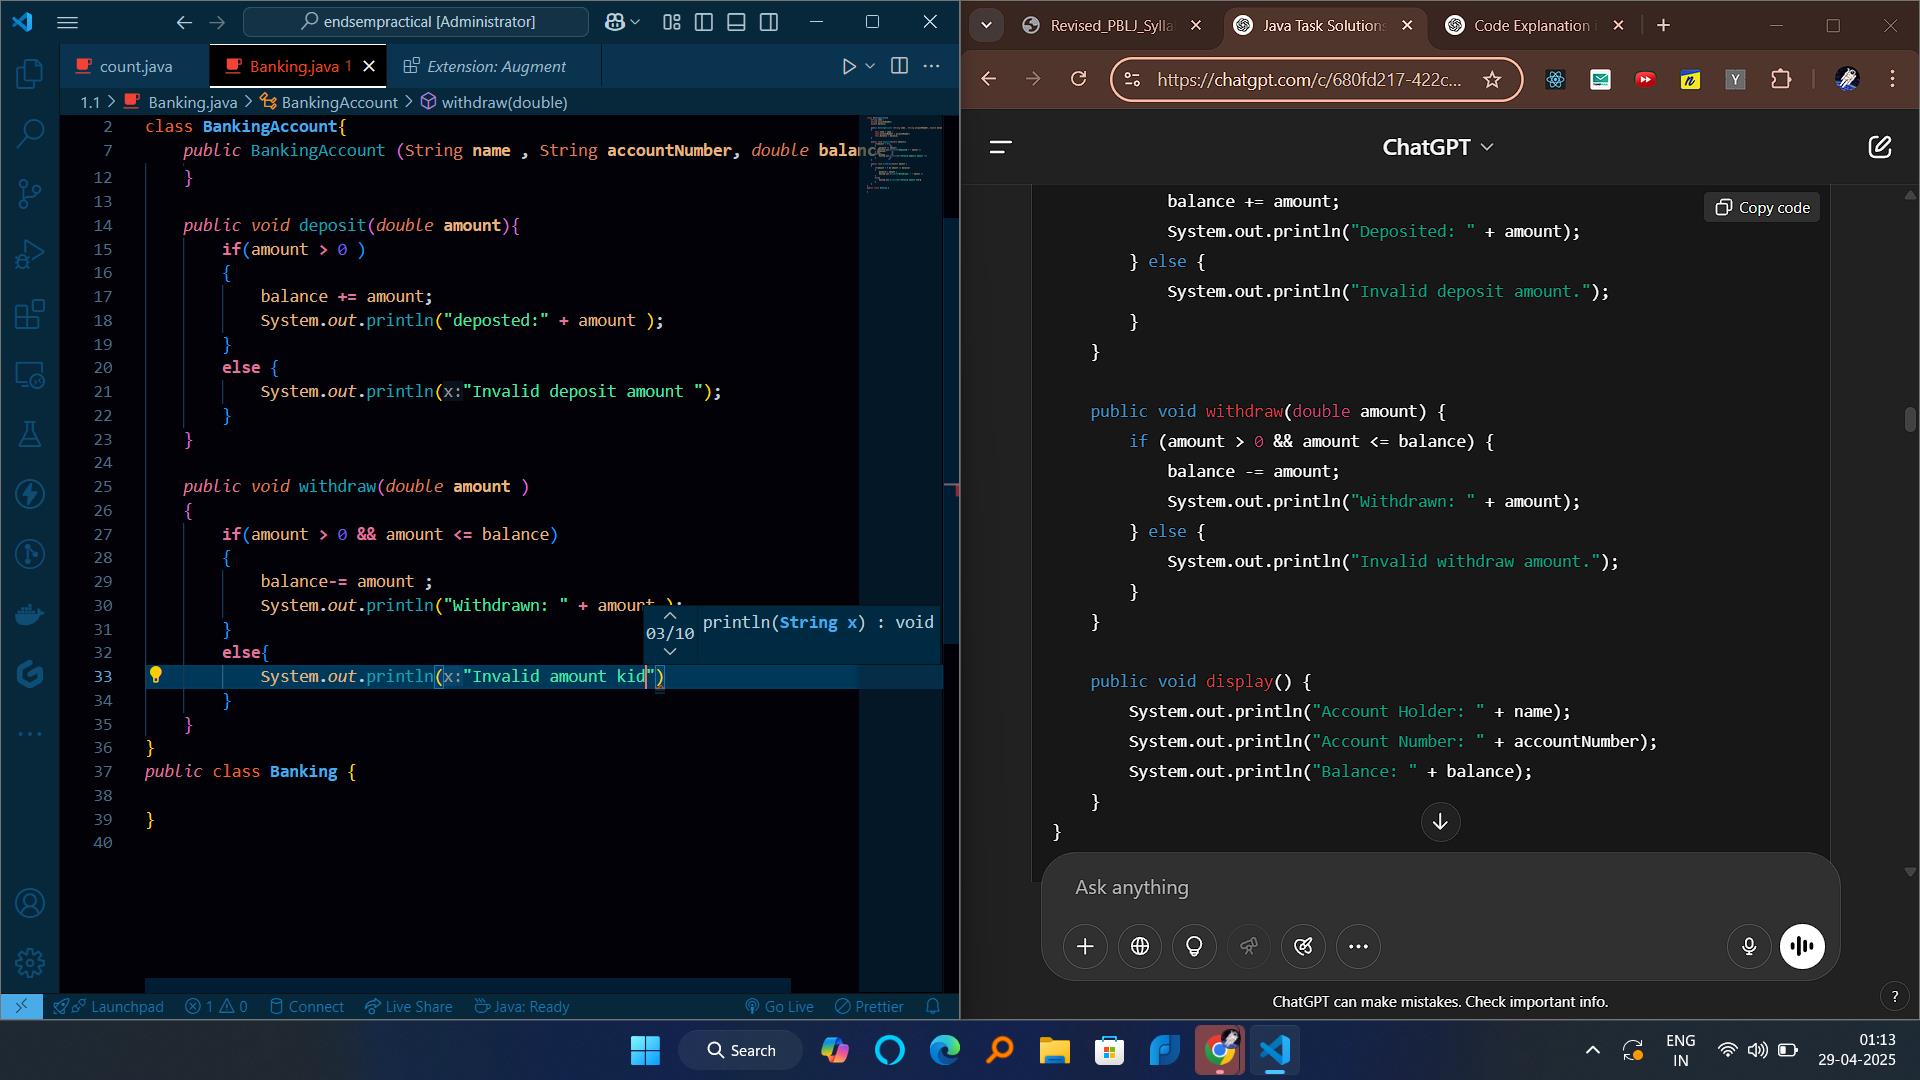 endsempractical [Administrator]
count.java
Banking.java 1
Extension: Augment
1.1 > Banking.java > BankingAccount > withdraw(double)
2 class BankingAccount{
7 public BankingAccount (String name , String accountNumber, double balance)
12 }
13
14 public void deposit(double amount){
15 if(amount > 0 )
16 {
17 balance += amount;
18 System.out.println("deposted:" + amount );
19 }
20 else {
21 System.out.println(x:"Invalid deposit amount ");
22 }
23 }
24
25 public void withdraw(double amount )
26 {
27 if(amount > 0 && amount <= balance)
28 {
29 balance-= amount ;
30 System.out.println("Withdrawn: " + amount );
31 }
32 else{
33 System.out.println(x:"Invalid amount kid")
34 }
35 }
36 }
37 public class Banking {
38
39 }
40
03/10
println(String x) : void
Launchpad
1 0
Connect
Live Share
Java: Ready
Go Live
Prettier
Revised_PBLJ_Sylla
Java Task Solutions
Code Explanation
https://chatgpt.com/c/680fd217-422c...
Y
ChatGPT
Copy code
balance += amount;
System.out.println("Deposited: " + amount);
} else {
System.out.println("Invalid deposit amount.");
}
}
public void withdraw(double amount) {
if (amount > 0 && amount <= balance) {
balance -= amount;
System.out.println("Withdrawn: " + amount);
} else {
System.out.println("Invalid withdraw amount.");
}
}
public void display() {
System.out.println("Account Holder: " + name);
System.out.println("Account Number: " + accountNumber);
System.out.println("Balance: " + balance);
}
}
Ask anything
ChatGPT can make mistakes. Check important info.
?
Search
ENG
IN
01:13
29-04-2025